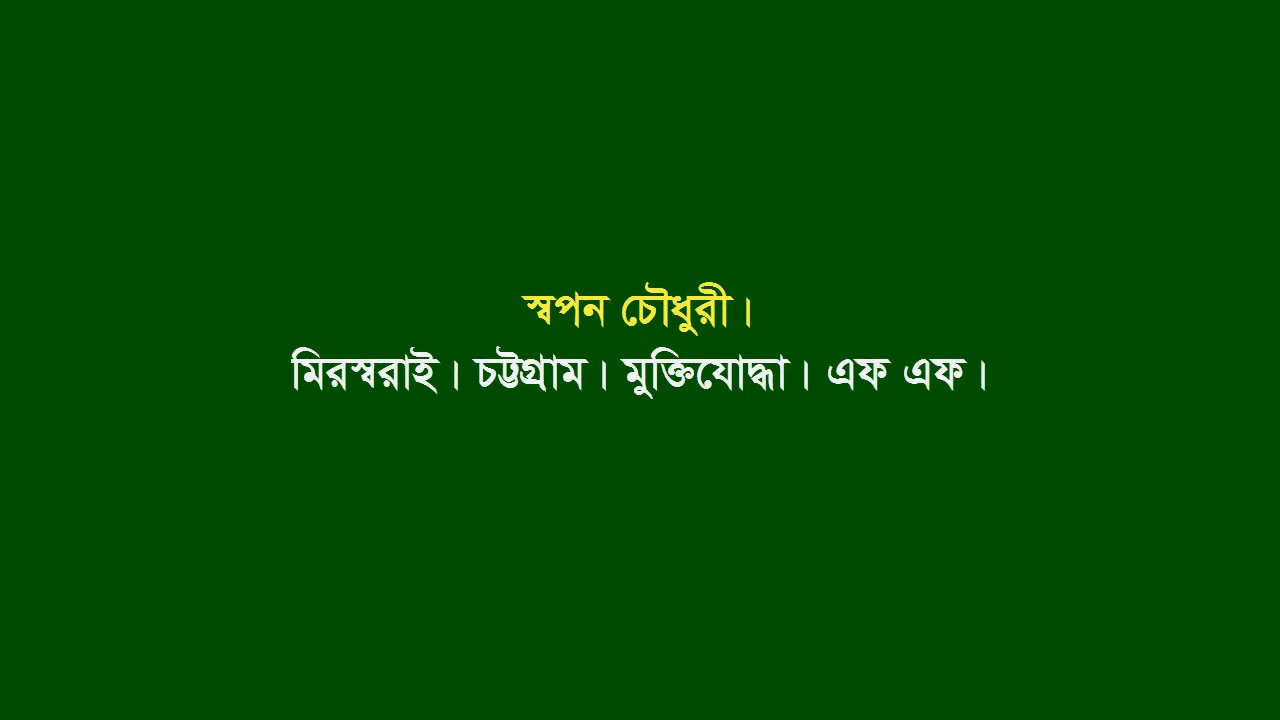 স্বপন চৌধুরী।
মিরস্বরাই। চট্টগ্রাম। মুক্তিযোদ্ধা। এফ এফ।